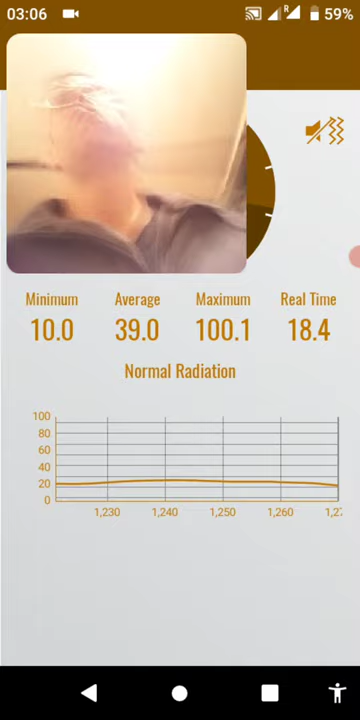 03:06 R 59%
Minimum Average Maximum Real Time
10.0 39.0 100.1 18.4
Normal Radiation
100
80
60
40
20
0
1,230 1,240 1,250 1,260